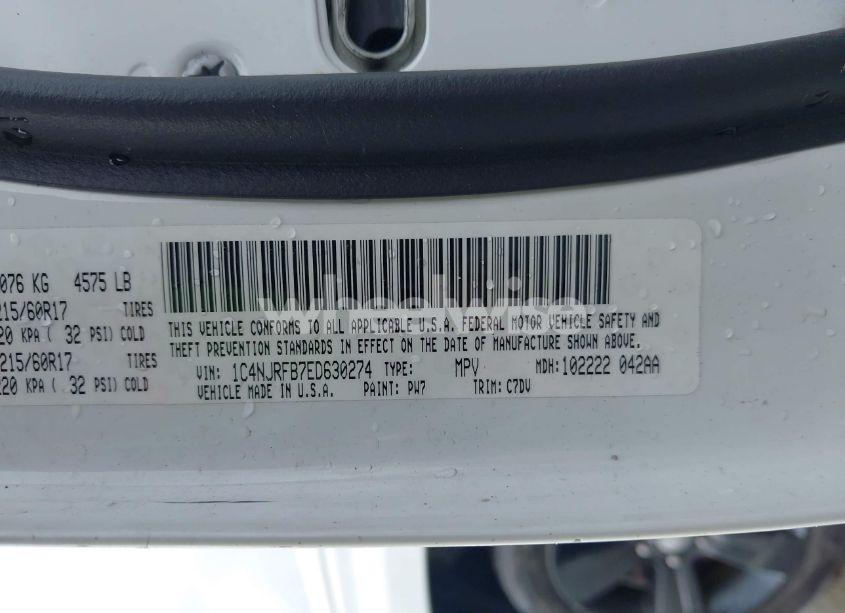 076 KG 4575 LB
215/60R17 TIRES
20 KPA ( 32 PSI) COLD
215/60R17 TIRES
220 KPA ( 32 PSI) COLD
wheelwise
THIS VEHICLE CONFORMS TO ALL APPLICABLE U.S.A. FEDERAL MOTOR VEHICLE SAFETY AND
THEFT PREVENTION STANDARDS IN EFFECT ON THE DATE OF MANUFACTURE SHOWN ABOVE.
VIN: 1C4NJRFB7ED630274 TYPE: MPV MDH: 102222 042AA
VEHICLE MADE IN U.S.A. PAINT: PW7 TRIM: C7DV